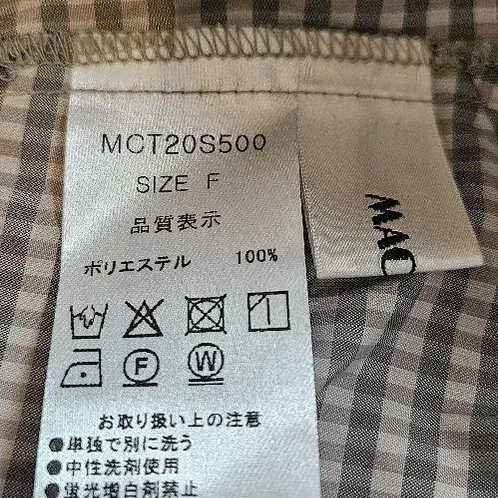 MCT20S500
SIZE F
品質表示
ポリエステル 100%
F
W
お取り扱い上の注意
●単独で別に洗う
●中性洗剤使用
●蛍光増白剤禁止
MAC